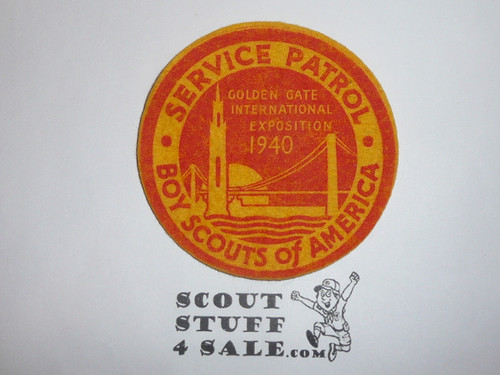 SERVICE PATROL
GOLDEN GATE
INTERNATIONAL
EXPOSITION
1940
BOY SCOUTS of AMERICA
SCOUT
STUFF
4 SALE.com